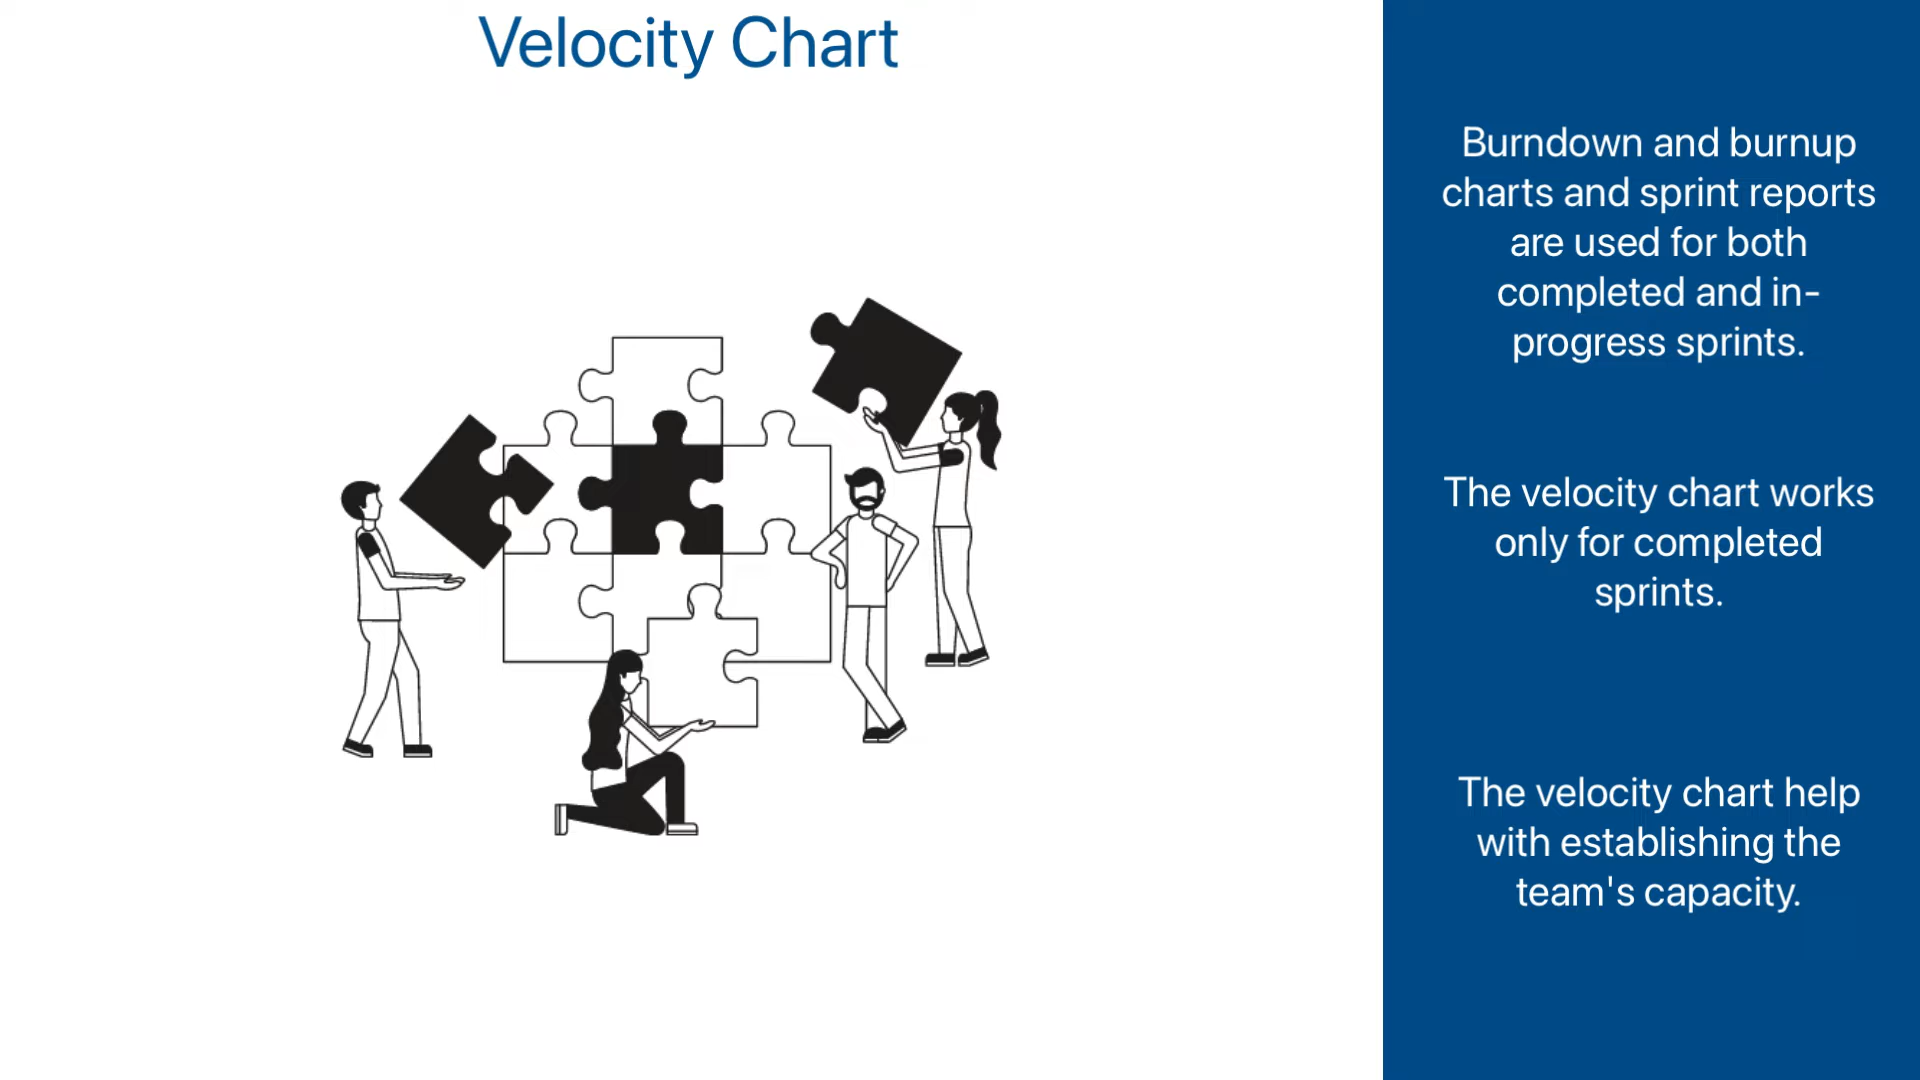 Velocity Chart
Burndown and burnup
charts and sprint reports
are used for both
completed and in-
progress sprints.
The velocity chart works
only for completed
sprints.
The velocity chart help
with establishing the
team's capacity.